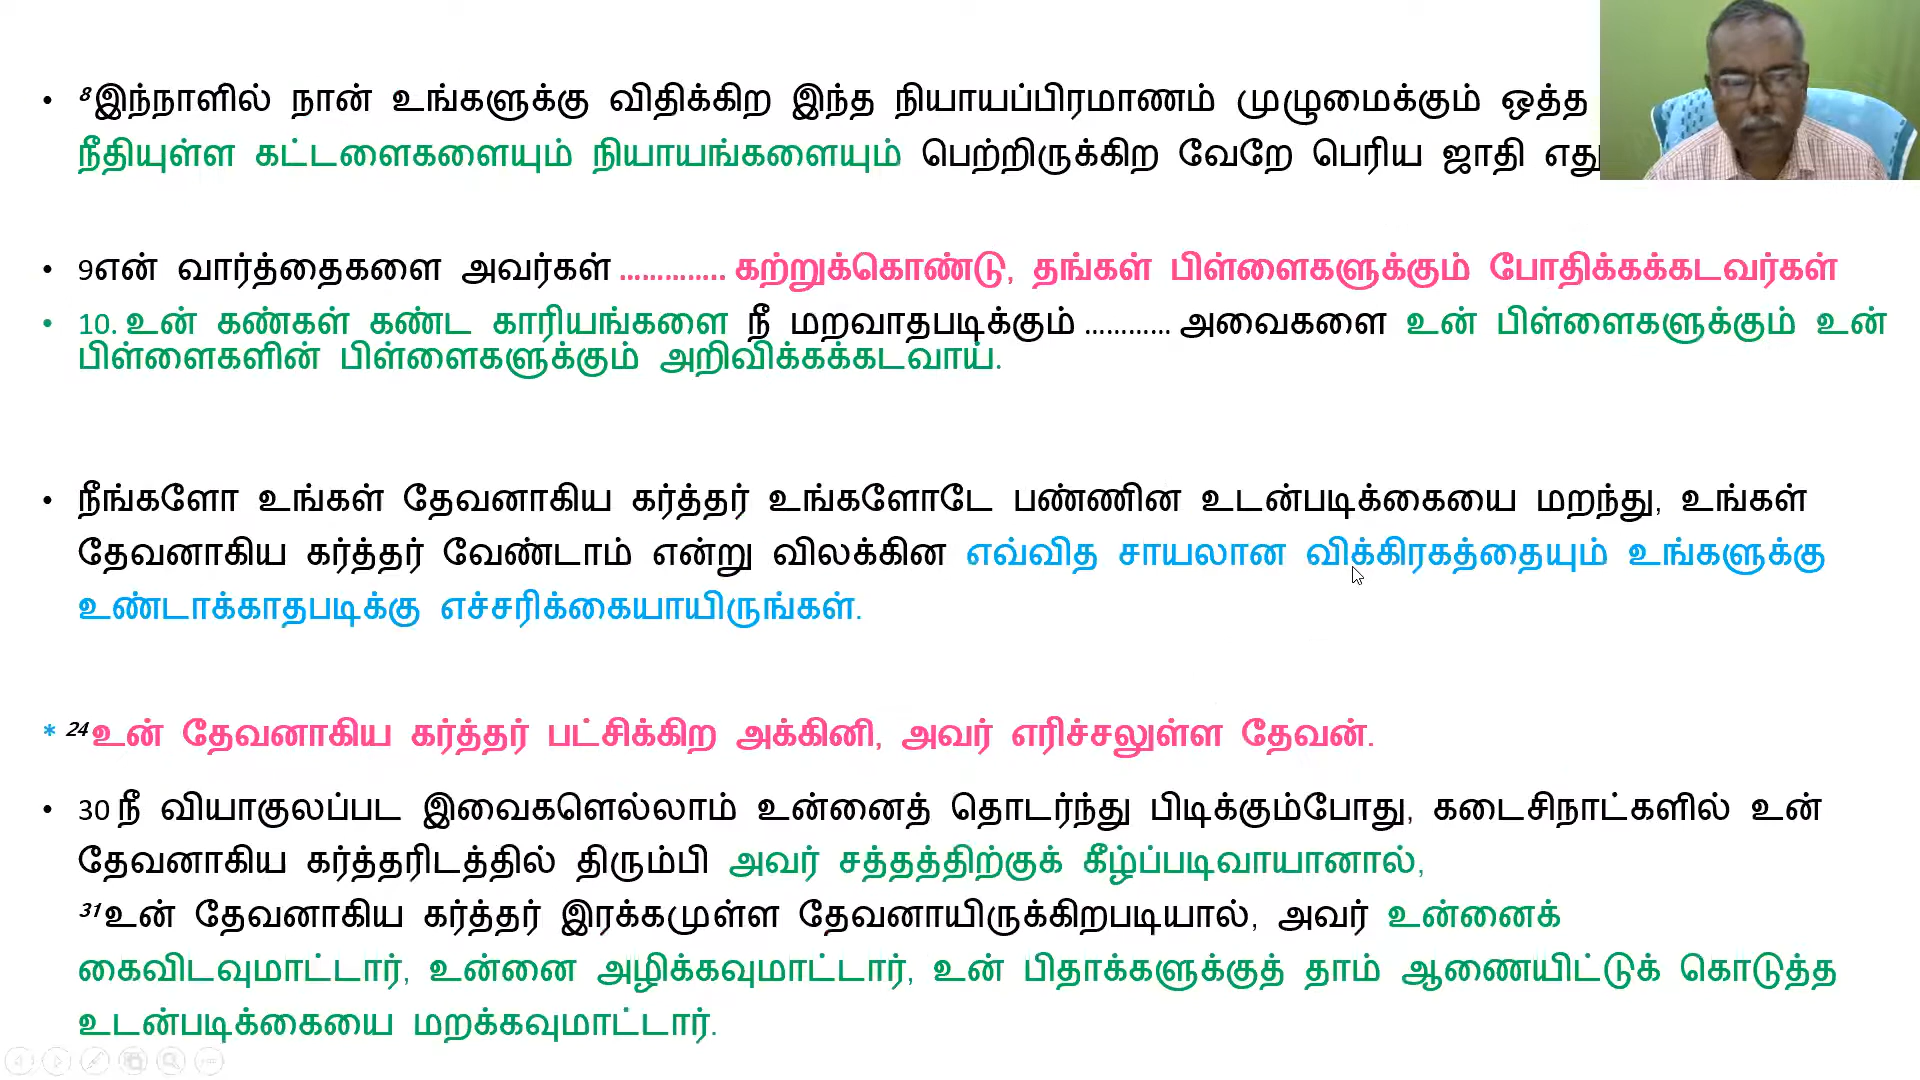 • 8இந்நாளில் நான் உங்களுக்கு விதிக்கிற இந்த நியாயப்பிரமாணம் முழுமைக்கும் ஒத்த
நீதியுள்ள கட்டளைகளையும் நியாயங்களையும் பெற்றிருக்கிற வேறே பெரிய ஜாதி எது
• 9என் வார்த்தைகளை அவர்கள் .............. கற்றுக்கொண்டு, தங்கள் பிள்ளைகளுக்கும் போதிக்கக்கடவர்கள்
• 10. உன் கண்கள் கண்ட காரியங்களை நீ மறவாதபடிக்கும் ............ அவைகளை உன் பிள்ளைகளுக்கும் உன்
பிள்ளைகளின் பிள்ளைகளுக்கும் அறிவிக்கக்கடவாய்.
• நீங்களோ உங்கள் தேவனாகிய கர்த்தர் உங்களோடே பண்ணின உடன்படிக்கையை மறந்து, உங்கள்
தேவனாகிய கர்த்தர் வேண்டாம் என்று விலக்கின எவ்வித சாயலான விக்கிரகத்தையும் உங்களுக்கு
உண்டாக்காதபடிக்கு எச்சரிக்கையாயிருங்கள்.
* 24உன் தேவனாகிய கர்த்தர் பட்சிக்கிற அக்கினி, அவர் எரிச்சலுள்ள தேவன்.
• 30 நீ வியாகுலப்பட இவைகளெல்லாம் உன்னைத் தொடர்ந்து பிடிக்கும்போது, கடைசிநாட்களில் உன்
தேவனாகிய கர்த்தரிடத்தில் திரும்பி அவர் சத்தத்திற்குக் கீழ்ப்படிவாயானால்,
31உன் தேவனாகிய கர்த்தர் இரக்கமுள்ள தேவனாயிருக்கிறபடியால், அவர் உன்னைக்
கைவிடவுமாட்டார், உன்னை அழிக்கவுமாட்டார், உன் பிதாக்களுக்குத் தாம் ஆணையிட்டுக் கொடுத்த
உடன்படிக்கையை மறக்கவுமாட்டார்.